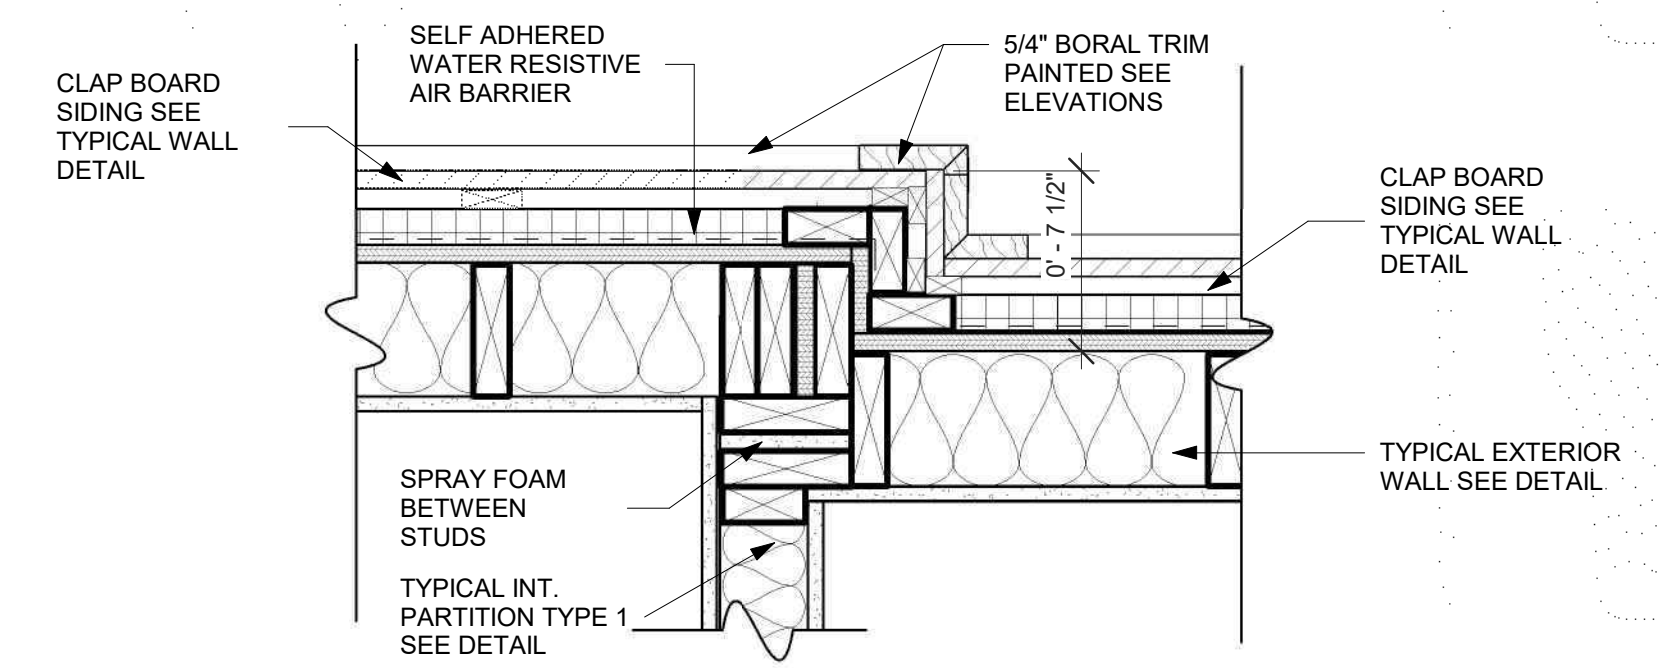 SELF ADHERED
WATER RESISTIVE
AIR BARRIER
5/4" BORAL TRIM
PAINTED SEE
ELEVATIONS
CLAP BOARD
SIDING SEE
TYPICAL WALL
DETAIL
CLAP BOARD
SIDING SEE
TYPICAL WALL
DETAIL
0' - 7 1/2"
TYPICAL EXTERIOR
WALL SEE DETAIL
SPRAY FOAM
BETWEEN
STUDS
TYPICAL INT.
PARTITION TYPE 1
SEE DETAIL